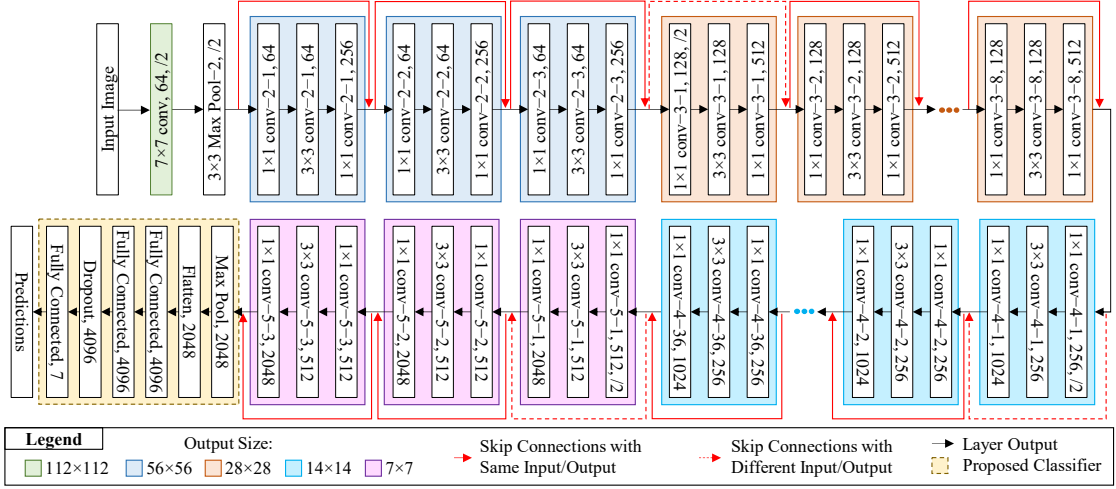 Input Image
7×7 conv, 64, /2
3×3 Max Pool−2, /2
1×1 conv−2−1, 64
3×3 conv−2−1, 64
1×1 conv−2−1, 256
1×1 conv−2−2, 64
3×3 conv−2−2, 64
1×1 conv−2−2, 256
1×1 conv−2−3, 64
3×3 conv−2−3, 64
1×1 conv−2−3, 256
1×1 conv−3−1, 128, /2
3×3 conv−3−1, 128
1×1 conv−3−1, 512
1×1 conv−3−2, 128
3×3 conv−3−2, 128
1×1 conv−3−2, 512
1×1 conv−3−8, 128
3×3 conv−3−8, 128
1×1 conv−3−8, 512
1×1 conv−4−1, 256, /2
3×3 conv−4−1, 256
1×1 conv−4−1, 1024
1×1 conv−4−2, 256
3×3 conv−4−2, 256
1×1 conv−4−2, 1024
1×1 conv−4−36, 256
3×3 conv−4−36, 256
1×1 conv−4−36, 1024
1×1 conv−5−1, 512, /2
3×3 conv−5−1, 512
1×1 conv−5−1, 2048
1×1 conv−5−2, 512
3×3 conv−5−2, 512
1×1 conv−5−2, 2048
1×1 conv−5−3, 512
3×3 conv−5−3, 512
1×1 conv−5−3, 2048
Max Pool, 2048
Flatten, 2048
Fully Connected, 4096
Fully Connected, 4096
Dropout, 4096
Fully Connected, 7
Predictions
Legend
Output Size:
112×112
56×56
28×28
14×14
7×7
Skip Connections with
Same Input/Output
Skip Connections with
Different Input/Output
Layer Output
Proposed Classifier